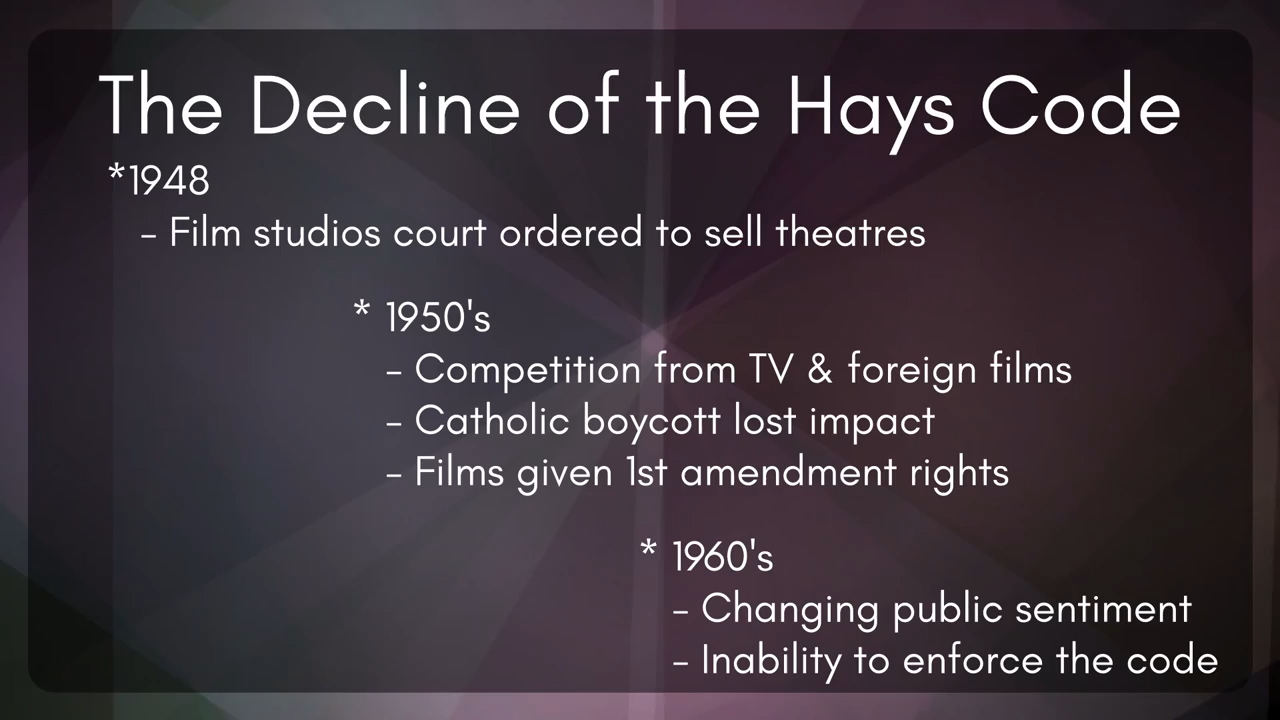 The Decline of the Hays Code
*1948
- Film studios court ordered to sell theatres
* 1950's
- Competition from TV & foreign films
- Catholic boycott lost impact
- Films given 1st amendment rights
* 1960's
- Changing public sentiment
- Inability to enforce the code